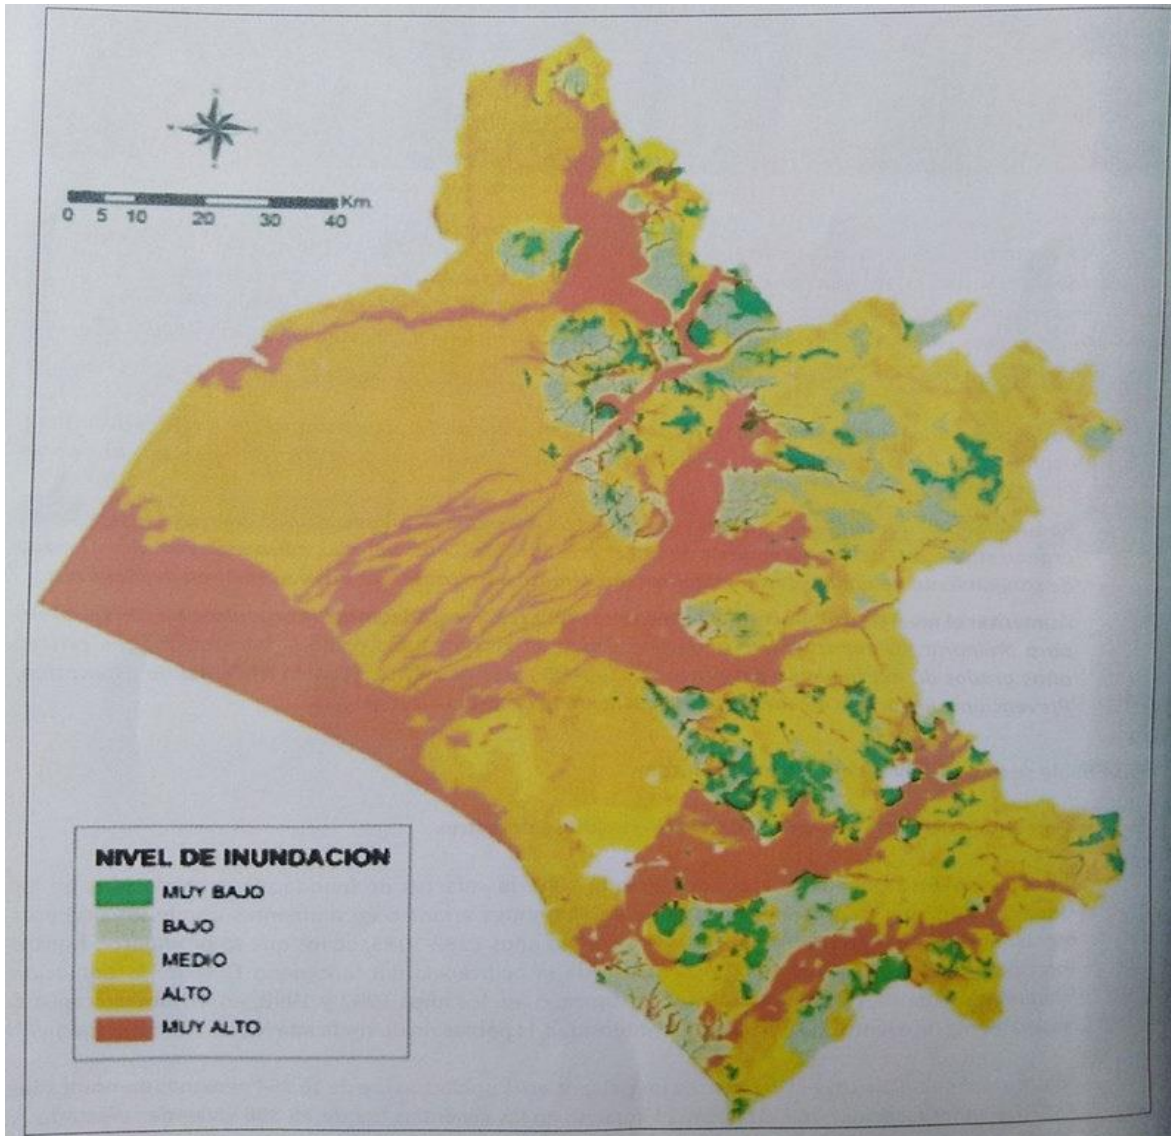 Km.
0 5 10 20 30 40
NIVEL DE INUNDACION
MUY BAJO
BAJO
MEDIO
ALTO
MUY ALTO